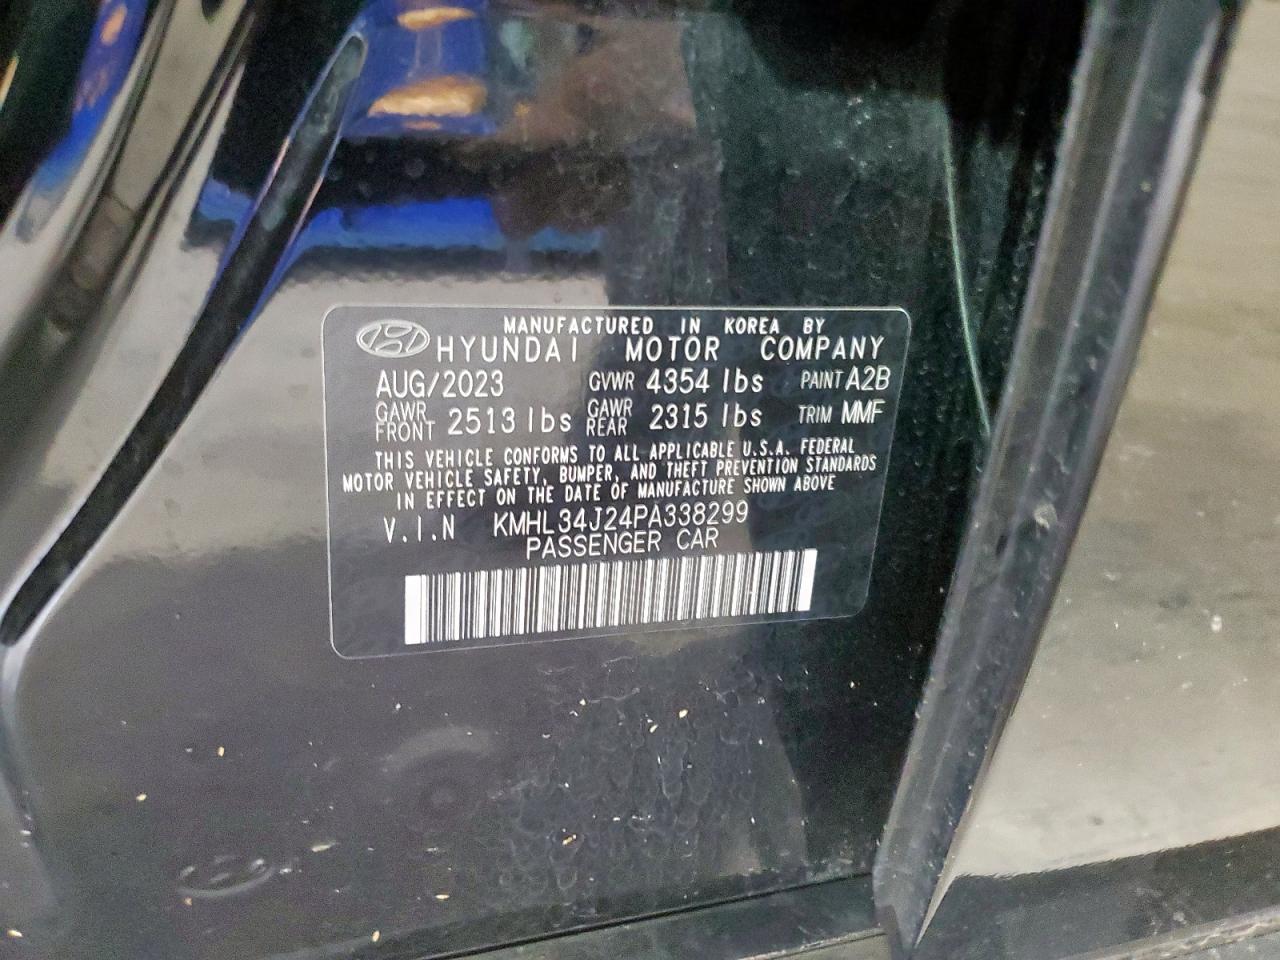 MANUFACTURED IN KOREA BY
HYUNDAI MOTOR COMPANY
AUG/2023 GVWR 4354 lbs PAINT A2B
GAWR FRONT 2513 lbs GAWR REAR 2315 lbs TRIM MMF
THIS VEHICLE CONFORMS TO ALL APPLICABLE U.S.A. FEDERAL
MOTOR VEHICLE SAFETY, BUMPER, AND THEFT PREVENTION STANDARDS
IN EFFECT ON THE DATE OF MANUFACTURE SHOWN ABOVE
V.I.N KMHL34J24PA338299
PASSENGER CAR